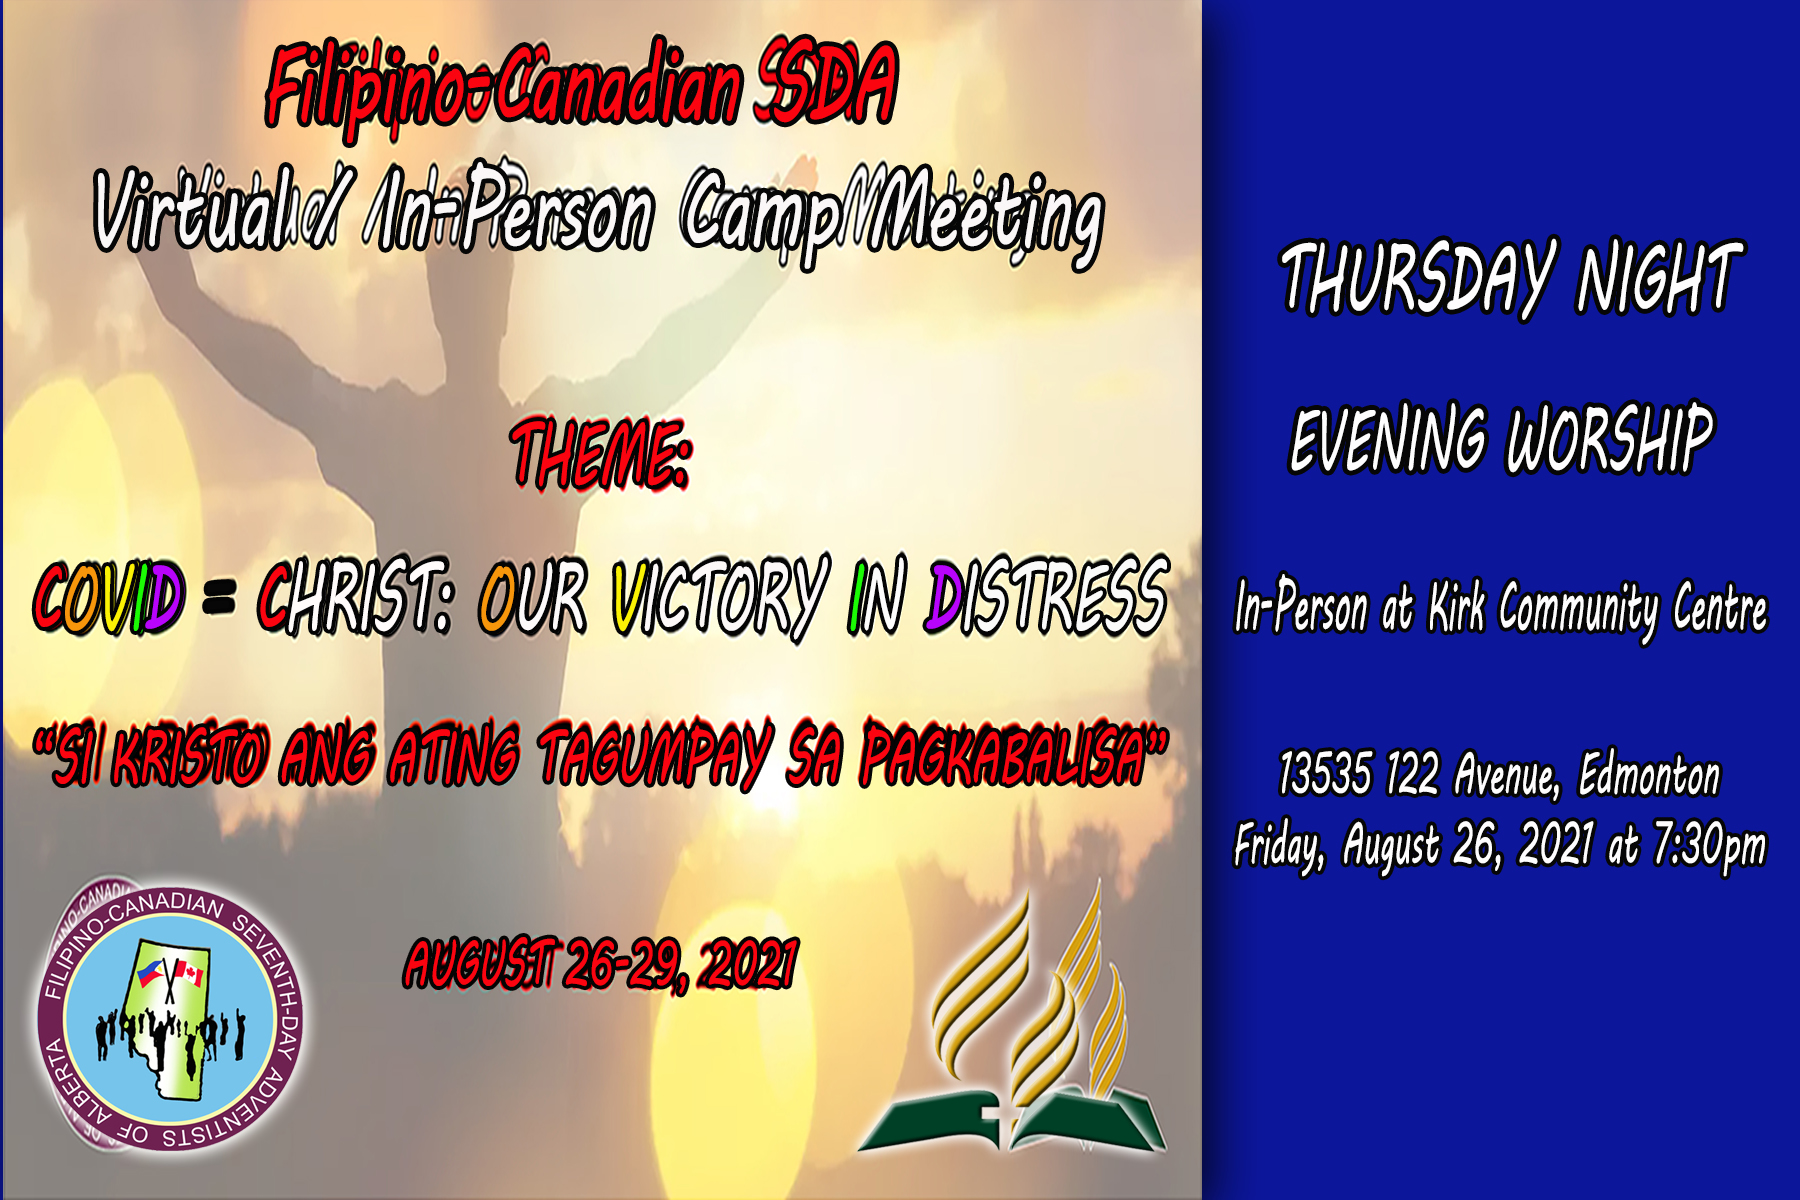 Filipino-Canadian SDA
Virtual / In-Person Camp Meeting
THEME:
COVID = CHRIST: OUR VICTORY IN DISTRESS
“SI KRISTO ANG ATING TAGUMPAY SA PAGKABALISA”
AUGUST 26-29, 2021
FILIPINO-CANADIAN SEVENTH-DAY ADVENTISTS OF ALBERTA
THURSDAY NIGHT
EVENING WORSHIP
In-Person at Kirk Community Centre
13535 122 Avenue, Edmonton
Friday, August 26, 2021 at 7:30pm